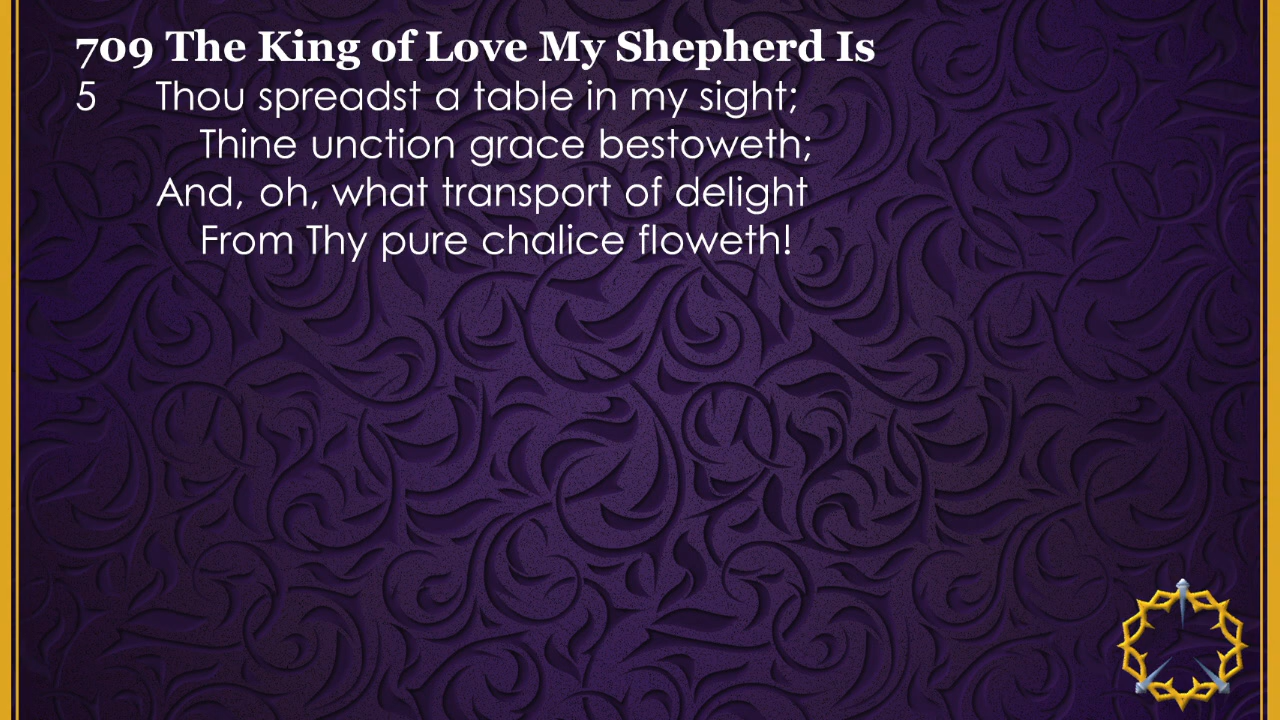 709 The King of Love My Shepherd Is
5 Thou spreadst a table in my sight;
Thine unction grace bestoweth;
And, oh, what transport of delight
From Thy pure chalice floweth!